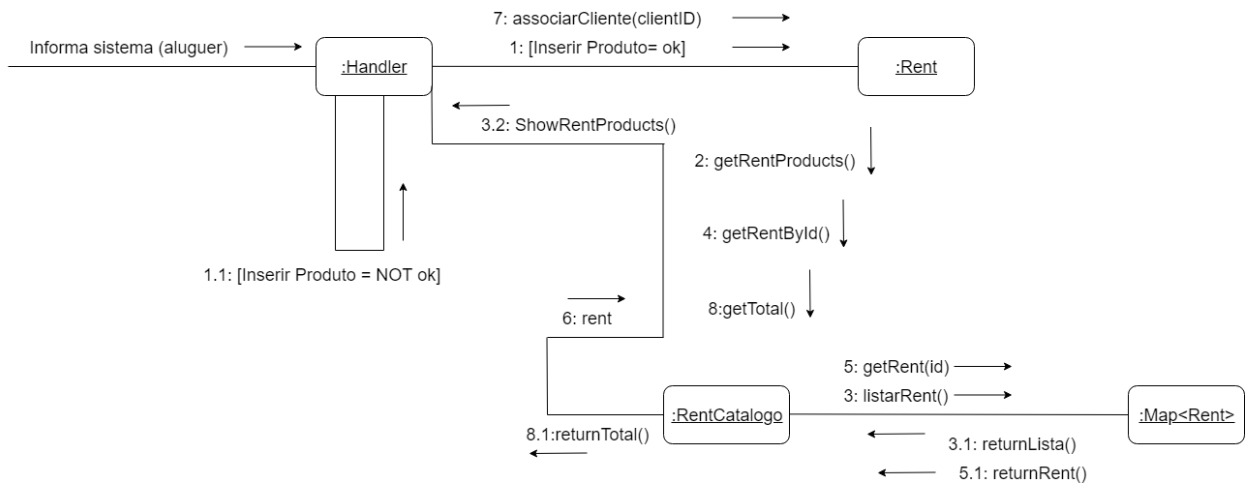 7: associarCliente(clientID)
Informa sistema (aluguer)
1: [Inserir Produto= ok]
:Handler
:Rent
3.2: ShowRentProducts()
2: getRentProducts()
4: getRentById()
1.1: [Inserir Produto = NOT ok]
8:getTotal()
6: rent
5: getRent(id)
3: listarRent()
:RentCatalogo
:Map<Rent>
8.1:returnTotal()
3.1: returnLista()
5.1: returnRent()